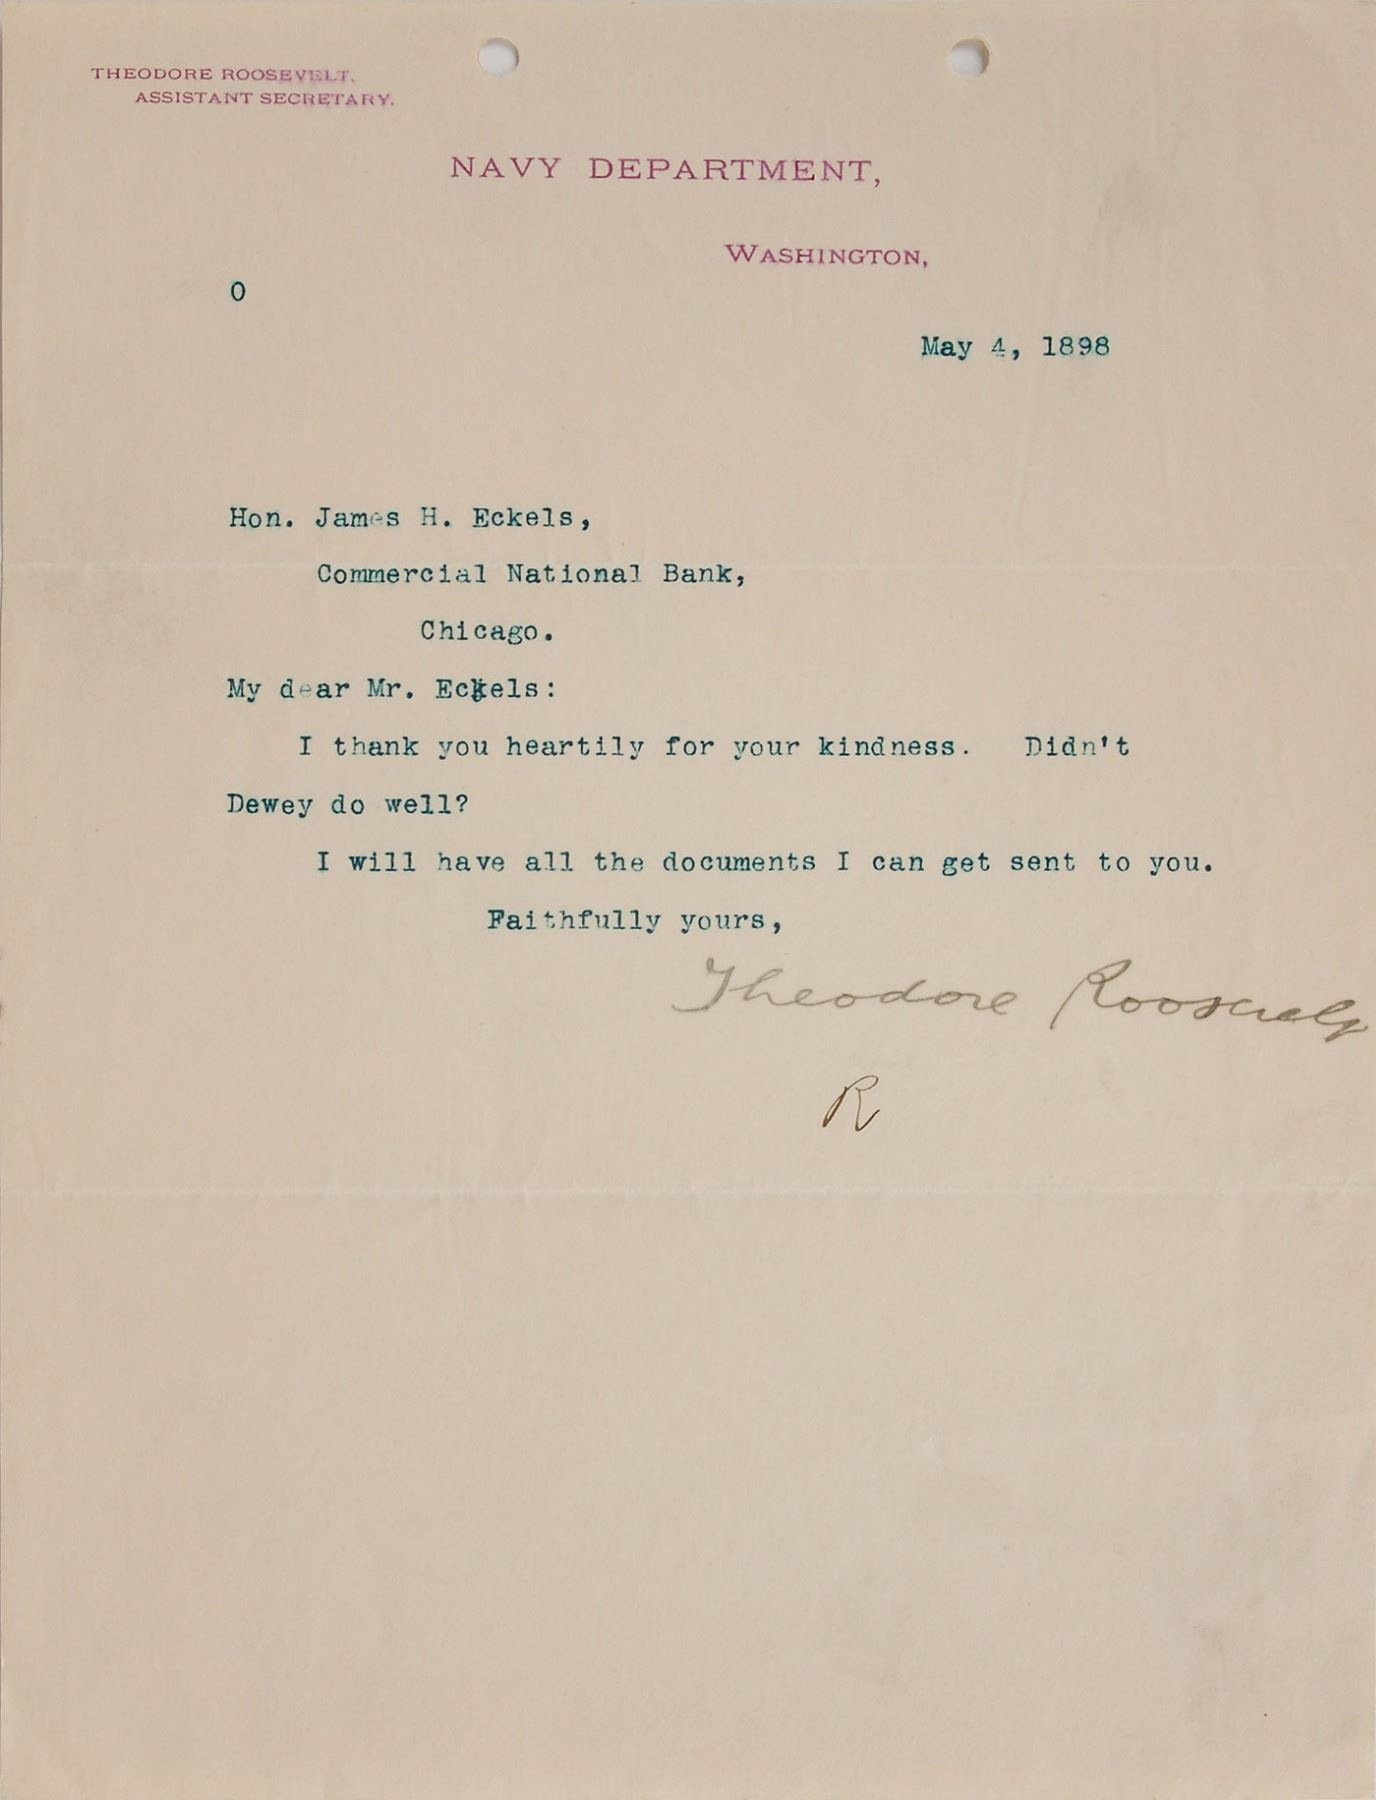 THEODORE ROOSEVELT.
ASSISTANT SECRETARY.
NAVY DEPARTMENT,
WASHINGTON,
O
May 4, 1898
Hon. James H. Eckels,
Commercial National Bank,
Chicago.
My dear Mr. Eckels:
I thank you heartily for your kindness. Didn't
Dewey do well?
I will have all the documents I can get sent to you.
Faithfully yours,
Theodore Roosevelt
R